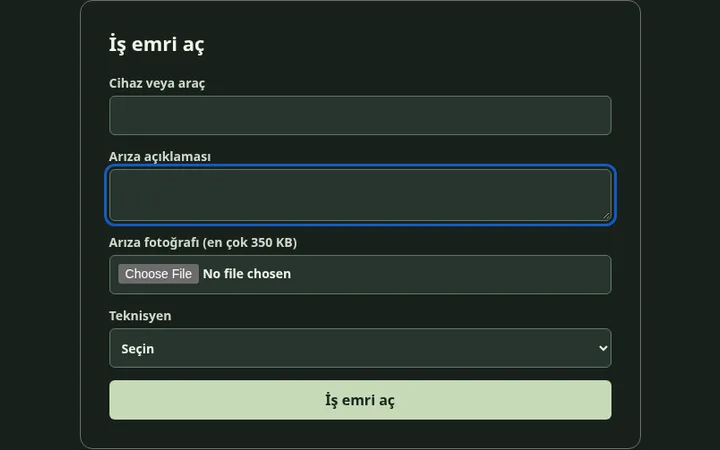 İş emri aç
Cihaz veya araç
Arıza açıklaması
Arıza fotoğrafı (en çok 350 KB)
Choose File No file chosen
Teknisyen
Seçin
İş emri aç